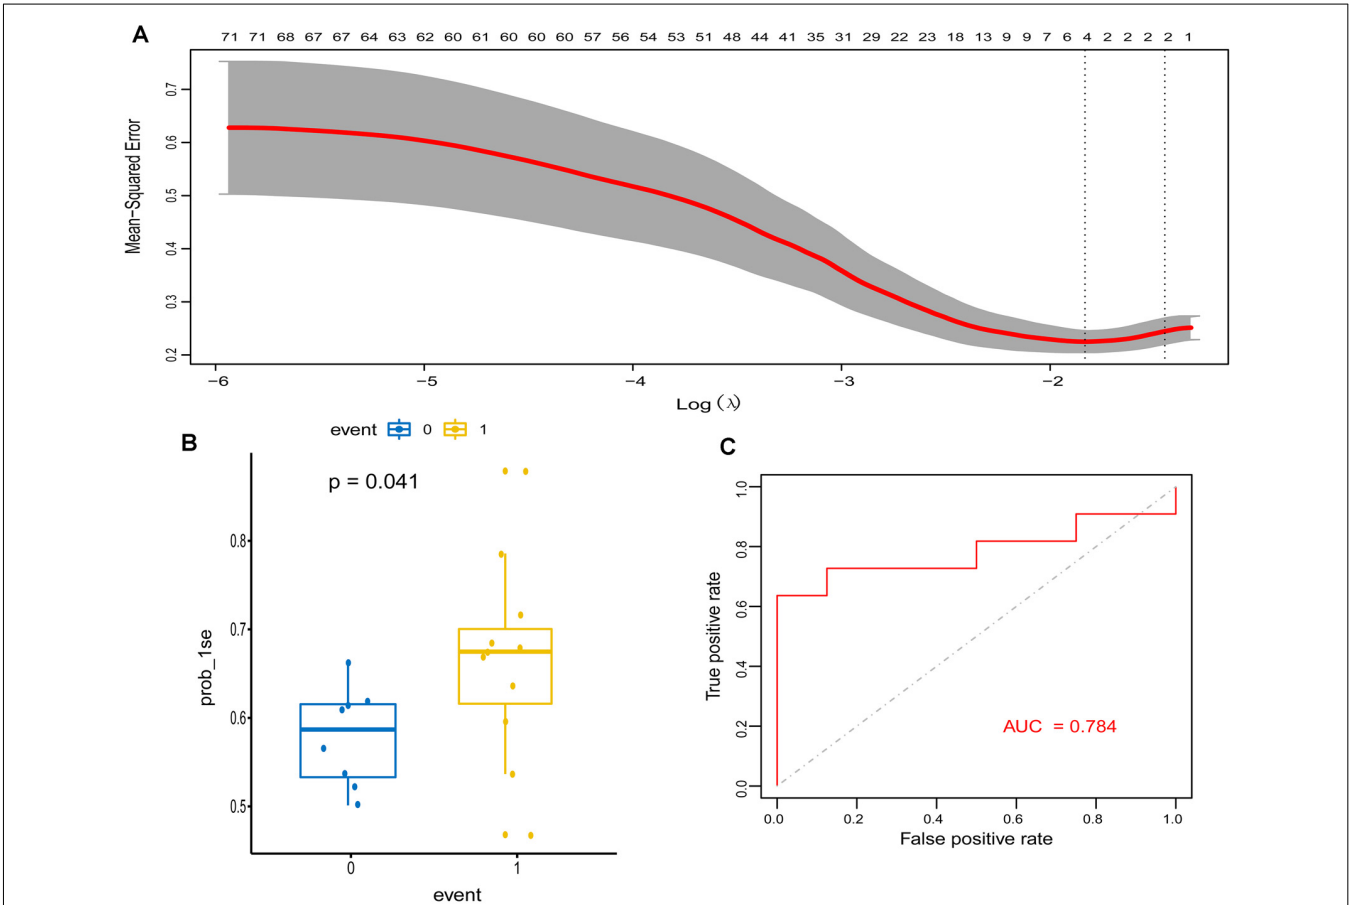 A
71 71 68 67 67 64 63 62 60 61 60 60 60 57 56 54 53 51 48 44 41 35 31 29 22 23 18 13 9 9 7 6 4 2 2 2 2 1
Mean−Squared Error
0.7
0.6
0.5
0.4
0.3
0.2
−6 −5 −4 −3 −2
Log (λ)
B
event 0 1
p = 0.041
prob_1se
0.8
0.7
0.6
0.5
0 1
event
C
True positive rate
1.0
0.8
0.6
0.4
0.2
0.0
AUC = 0.784
0.0 0.2 0.4 0.6 0.8 1.0
False positive rate